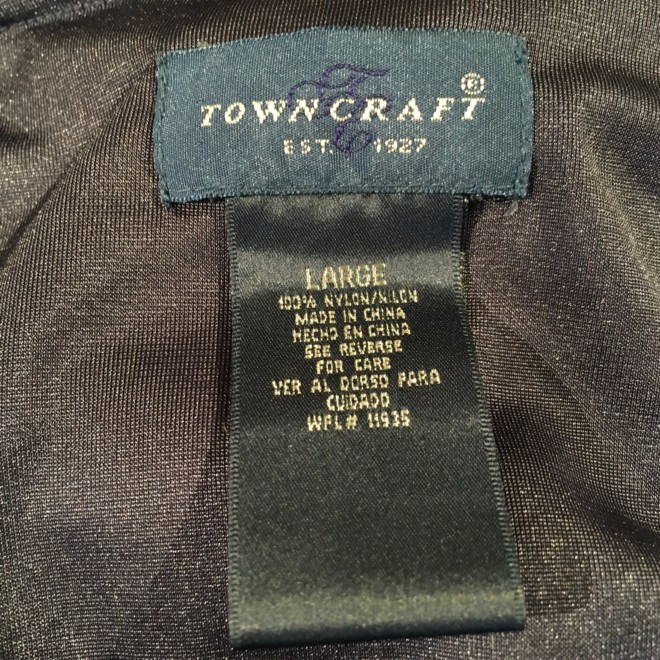 TOWNCRAFT®
EST. 1927
LARGE
100% NYLON/NILON
MADE IN CHINA
HECHO EN CHINA
SEE REVERSE
FOR CARE
VER AL DORSO PARA
CUIDADO
WPL# 11935